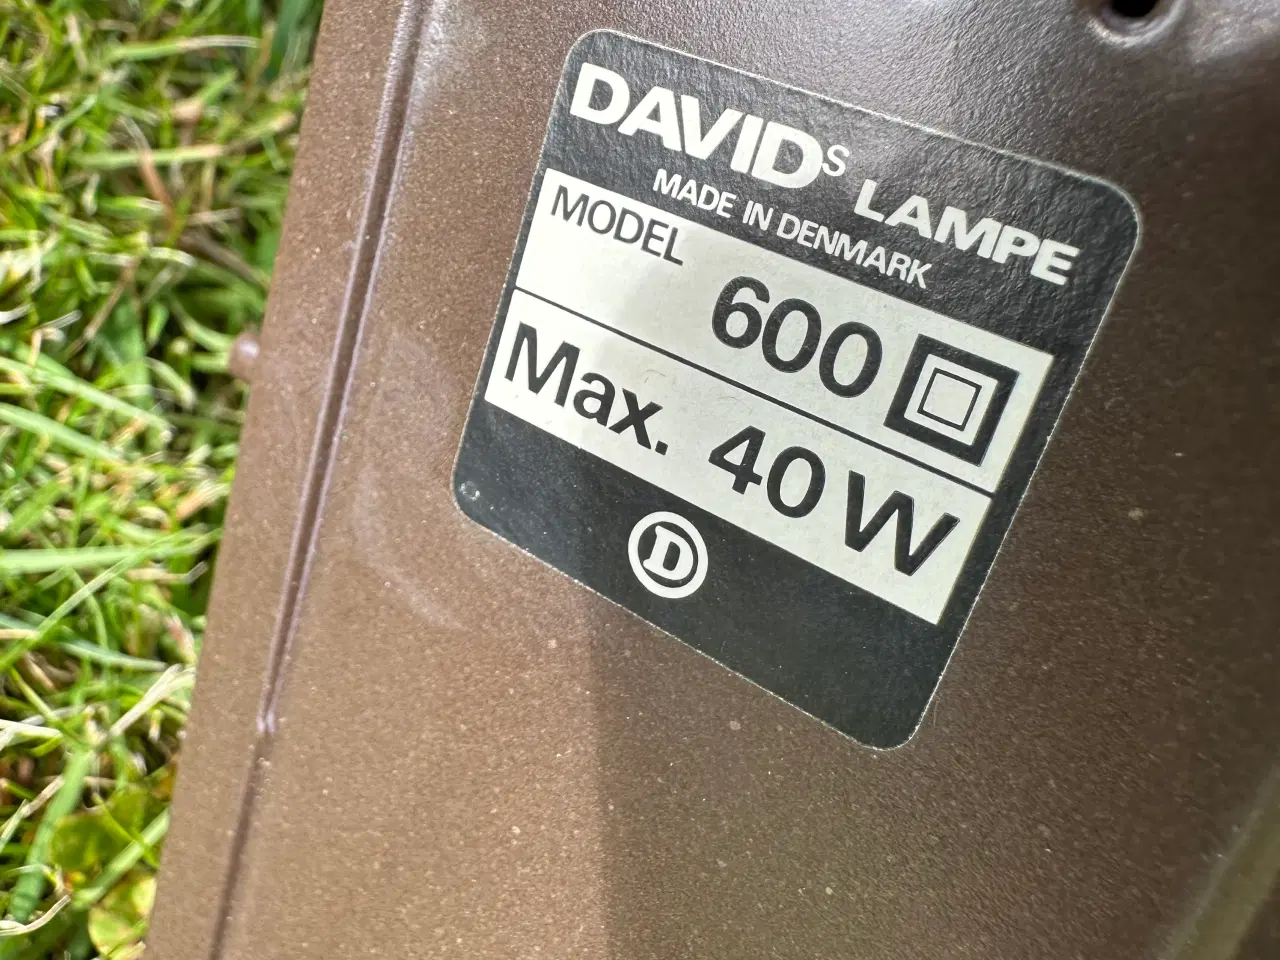 DAVIDS LAMPE
MADE IN DENMARK
MODEL
600
Max. 40 W
D